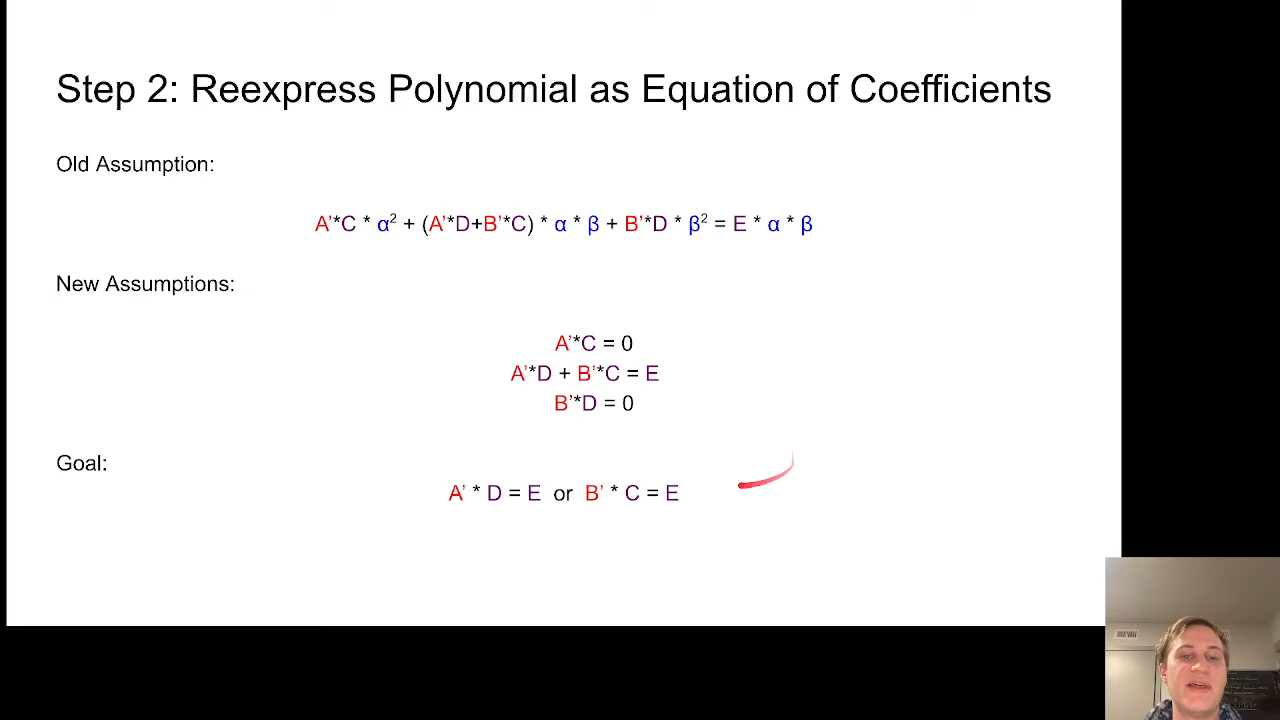 Step 2: Reexpress Polynomial as Equation of Coefficients
Old Assumption:
A’*C * α² + (A’*D+B’*C) * α * β + B’*D * β² = E * α * β
New Assumptions:
A’*C = 0
A’*D + B’*C = E
B’*D = 0
Goal:
A’ * D = E or B’ * C = E